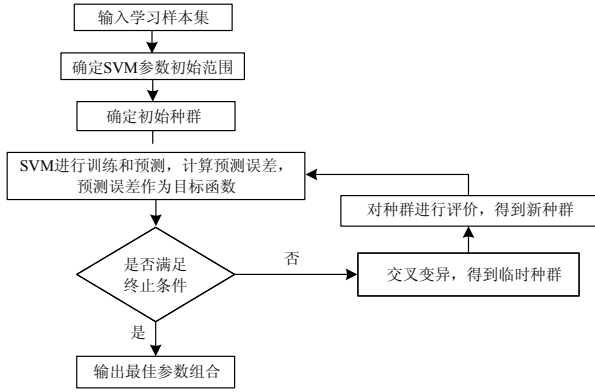 输入学习样本集
确定SVM参数初始范围
确定初始种群
SVM进行训练和预测，计算预测误差，
预测误差作为目标函数
对种群进行评价，得到新种群
是否满足
终止条件
否
交叉变异，得到临时种群
是
输出最佳参数组合